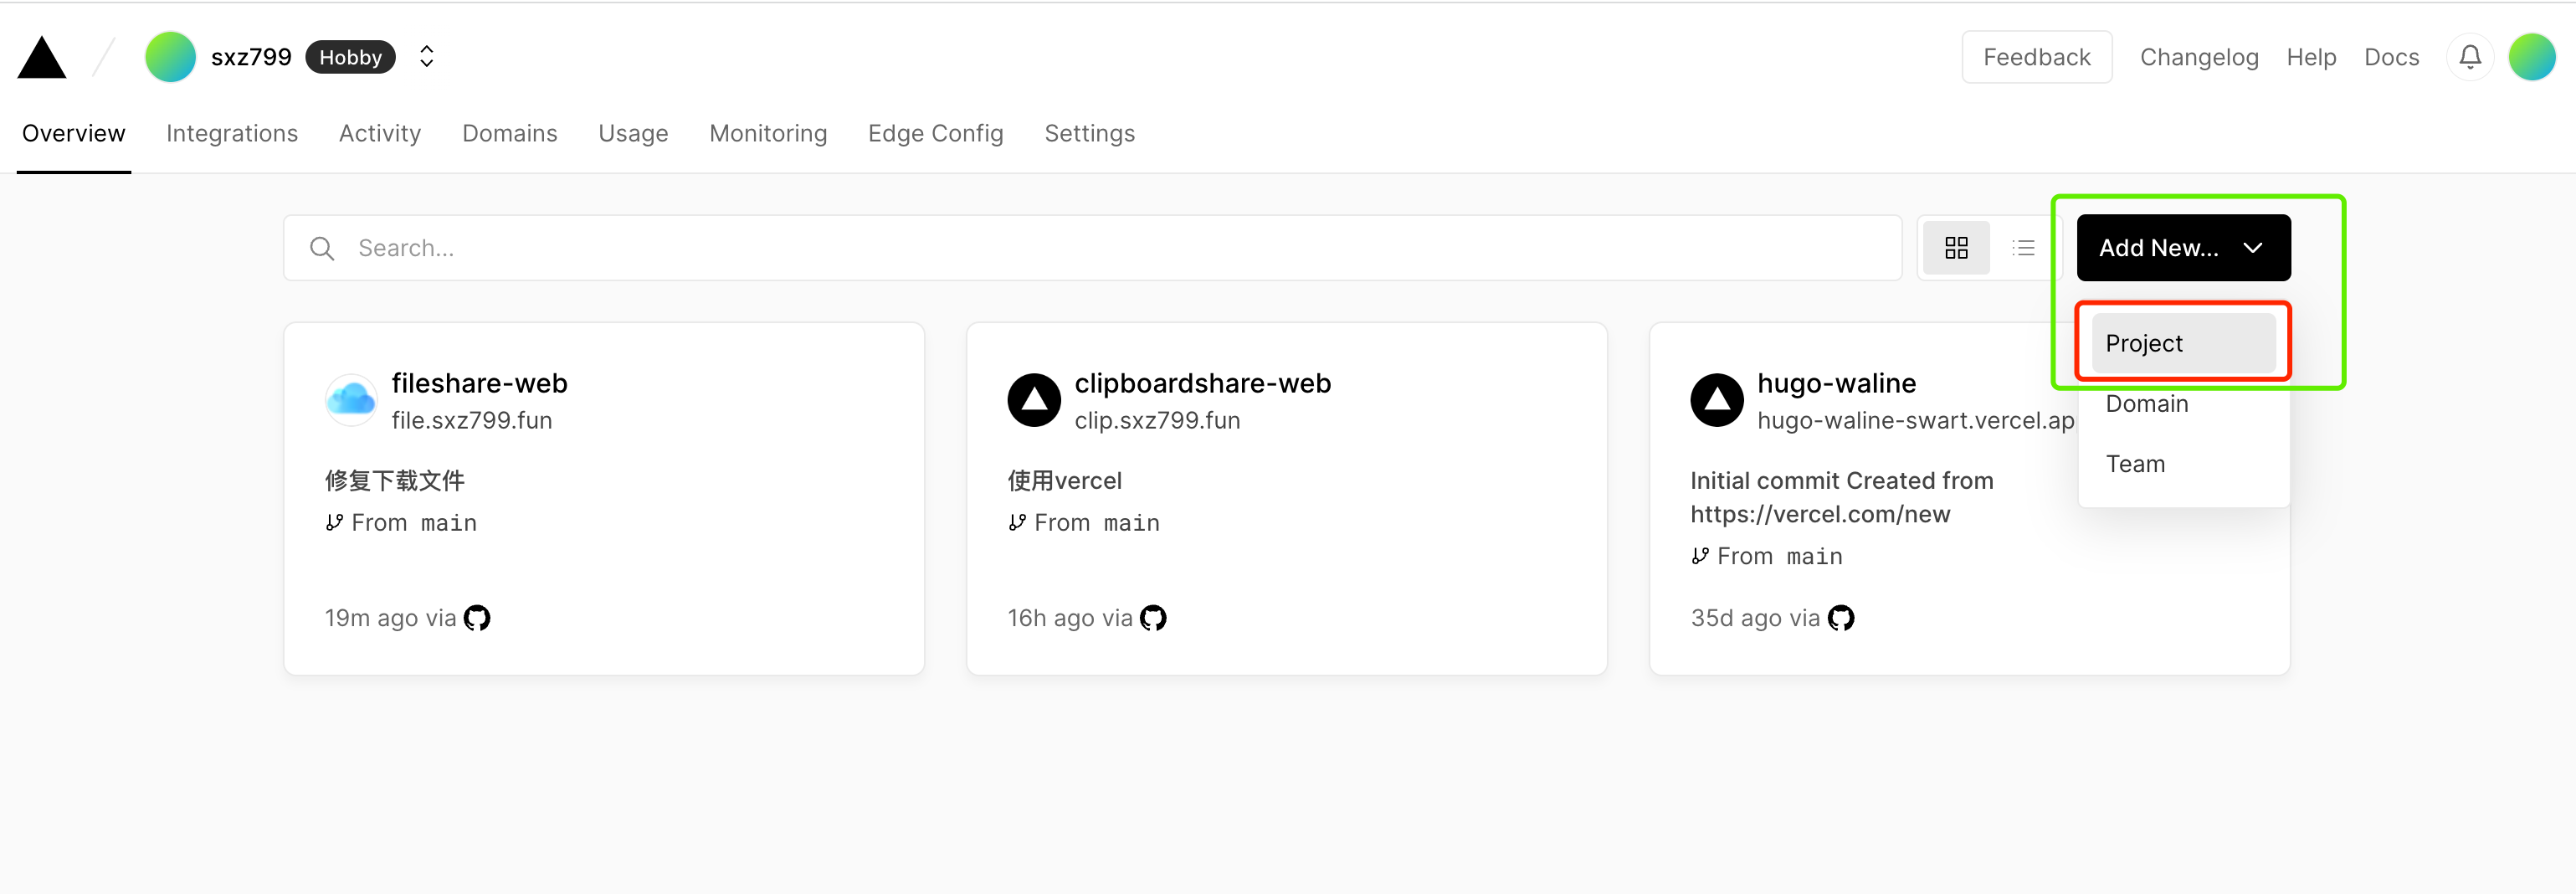 sxz799 Hobby
Feedback Changelog Help Docs
Overview Integrations Activity Domains Usage Monitoring Edge Config Settings
Search...
Add New...
Project
Domain
Team
fileshare-web
file.sxz799.fun
修复下载文件
From main
19m ago via
clipboardshare-web
clip.sxz799.fun
使用vercel
From main
16h ago via
hugo-waline
hugo-waline-swart.vercel.ap
Initial commit Created from
https://vercel.com/new
From main
35d ago via